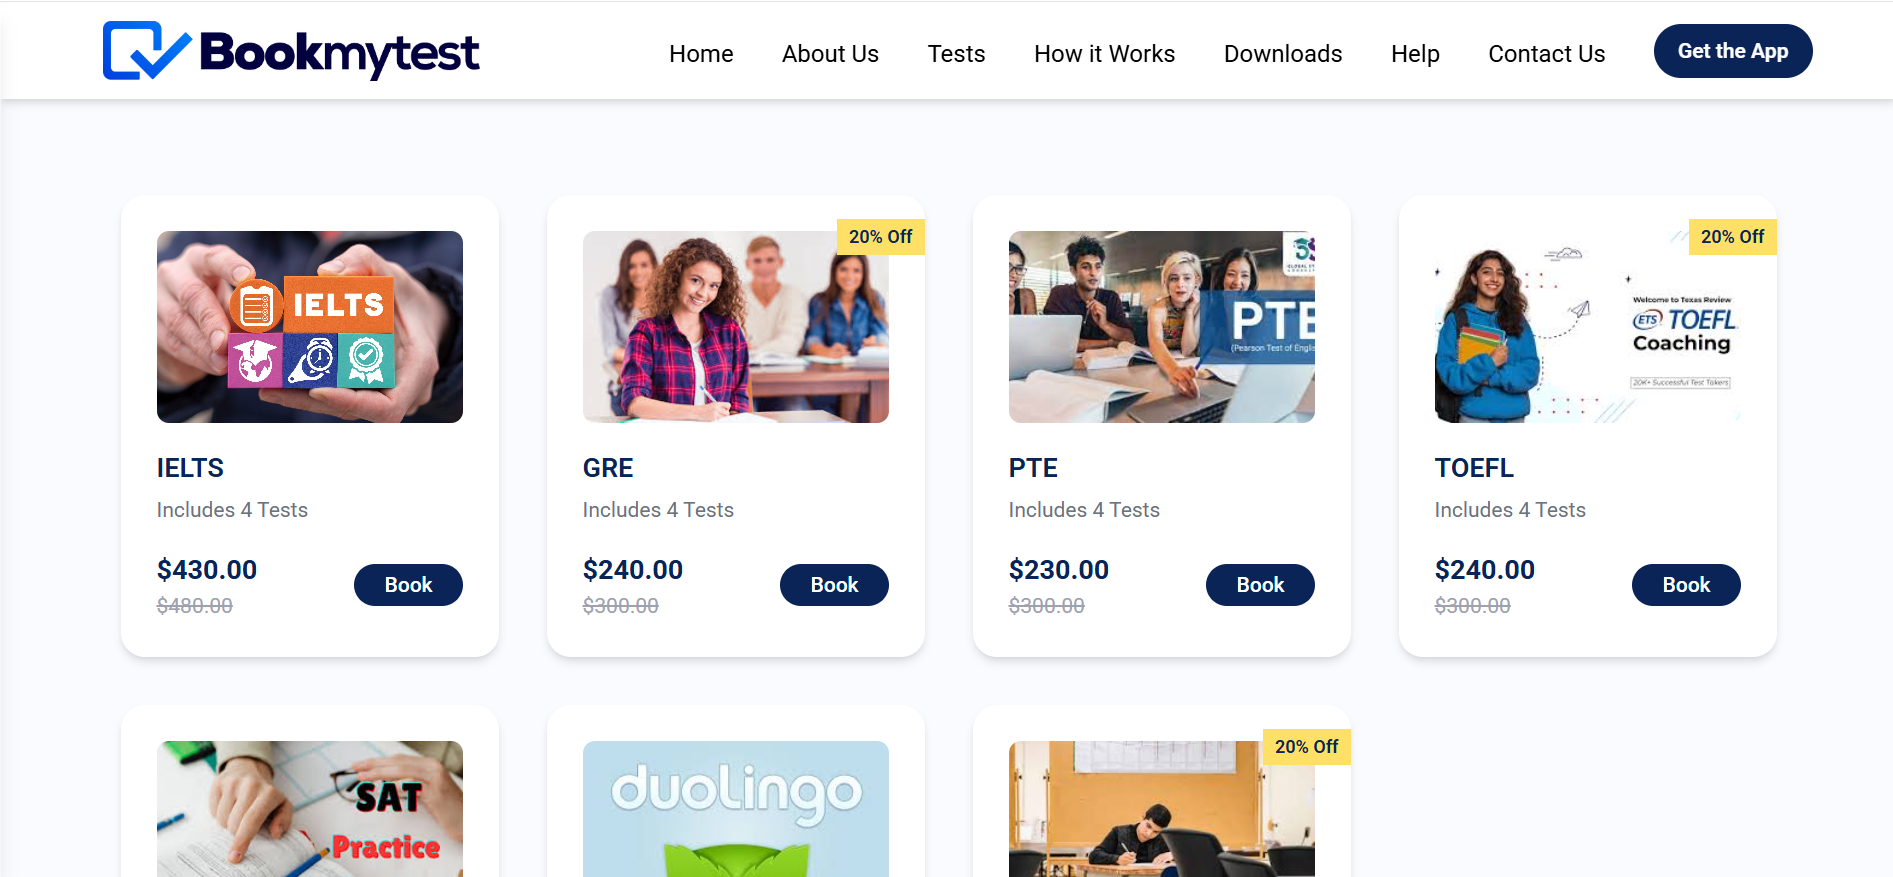 Bookmytest
Home
About Us
Tests
How it Works
Downloads
Help
Contact Us
Get the App
IELTS
IELTS
Includes 4 Tests
$430.00
$480.00
Book
20% Off
GRE
Includes 4 Tests
$240.00
$300.00
Book
PTE
(Pearson Test of Englis
PTE
Includes 4 Tests
$230.00
$300.00
Book
20% Off
Welcome to Texas Review
ETS TOEFL
Coaching
20K+ Successful Test Takers
TOEFL
Includes 4 Tests
$240.00
$300.00
Book
SAT
Practice
duolingo
20% Off